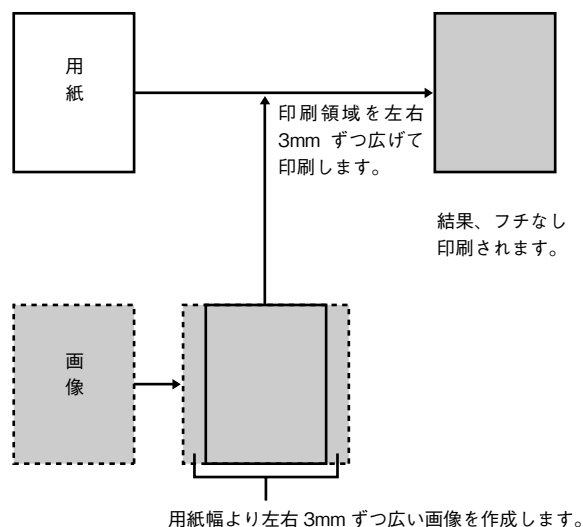 用
紙
印刷領域を左右
3mm ずつ広げて
印刷します。
結果、フチなし
印刷されます。
画
像
用紙幅より左右 3mm ずつ広い画像を作成します。